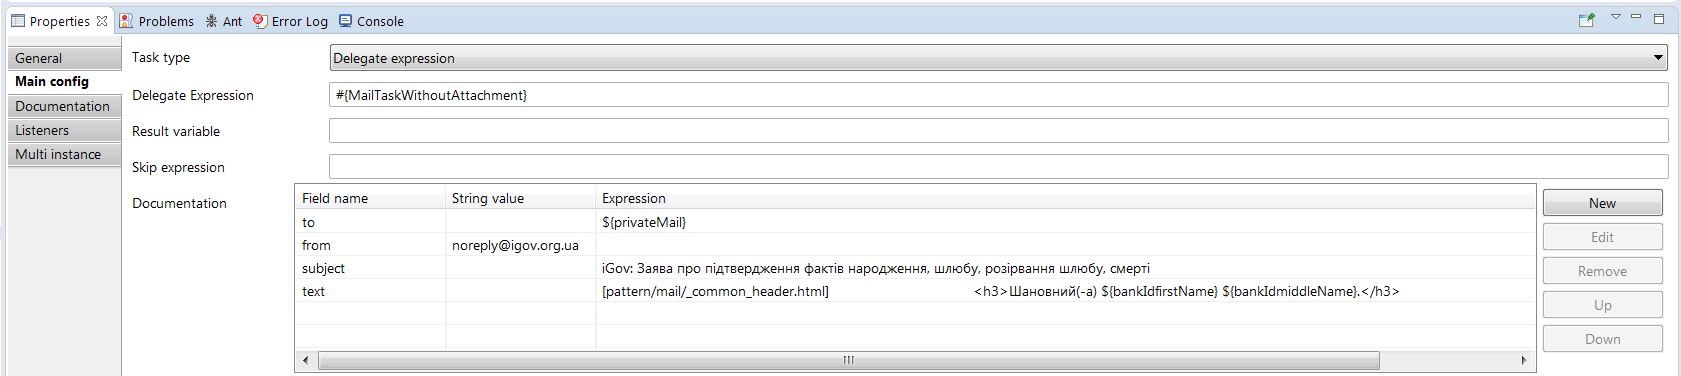 Properties Problems Ant Error Log Console
General
Main config
Documentation
Listeners
Multi instance
Task type Delegate expression
Delegate Expression #{MailTaskWithoutAttachment}
Result variable
Skip expression
Documentation
Field name String value Expression
to ${privateMail}
from noreply@igov.org.ua
subject iGov: Заява про підтвердження фактів народження, шлюбу, розірвання шлюбу, смерті
text [pattern/mail/_common_header.html] <h3>Шановний(-а) ${bankIdfirstName} ${bankIdmiddleName}.</h3>
New
Edit
Remove
Up
Down